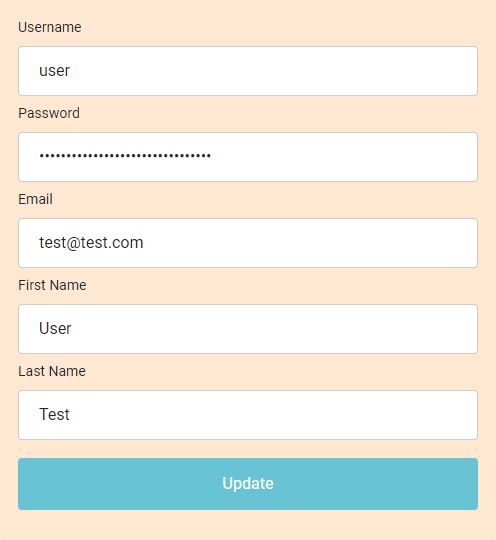 Username
user
Password
••••••••••••••••••••••••••••••••
Email
test@test.com
First Name
User
Last Name
Test
Update